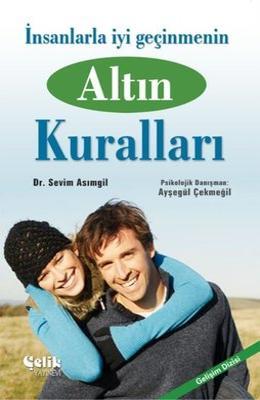 İnsanlarla iyi geçinmenin
Altın
Kuralları
Dr. Sevim Asımgil
Psikolojik Danışman:
Ayşegül Çekmeğil
Çelik
YAYINEVİ
Gelişim Dizisi